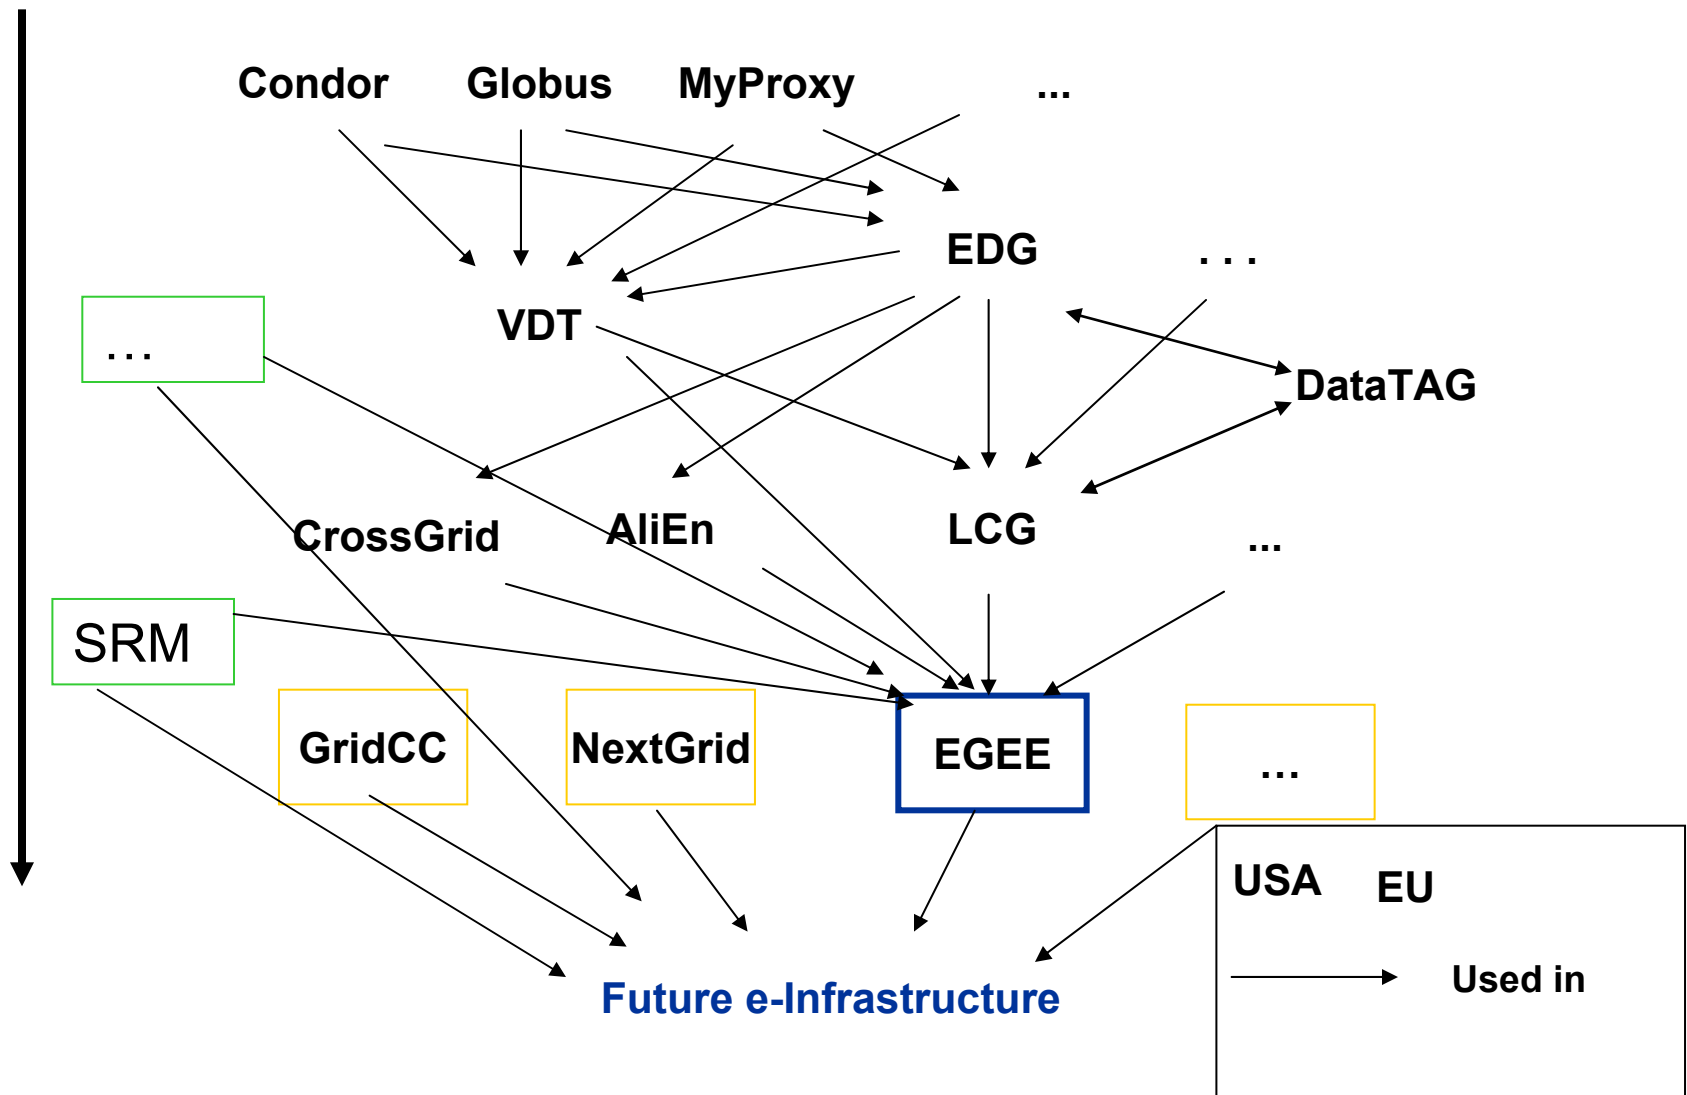 Condor Globus MyProxy ...
EDG . . .
VDT
...
DataTAG
CrossGrid AliEn LCG ...
SRM
GridCC NextGrid EGEE ...
USA EU
Used in
Future e-Infrastructure